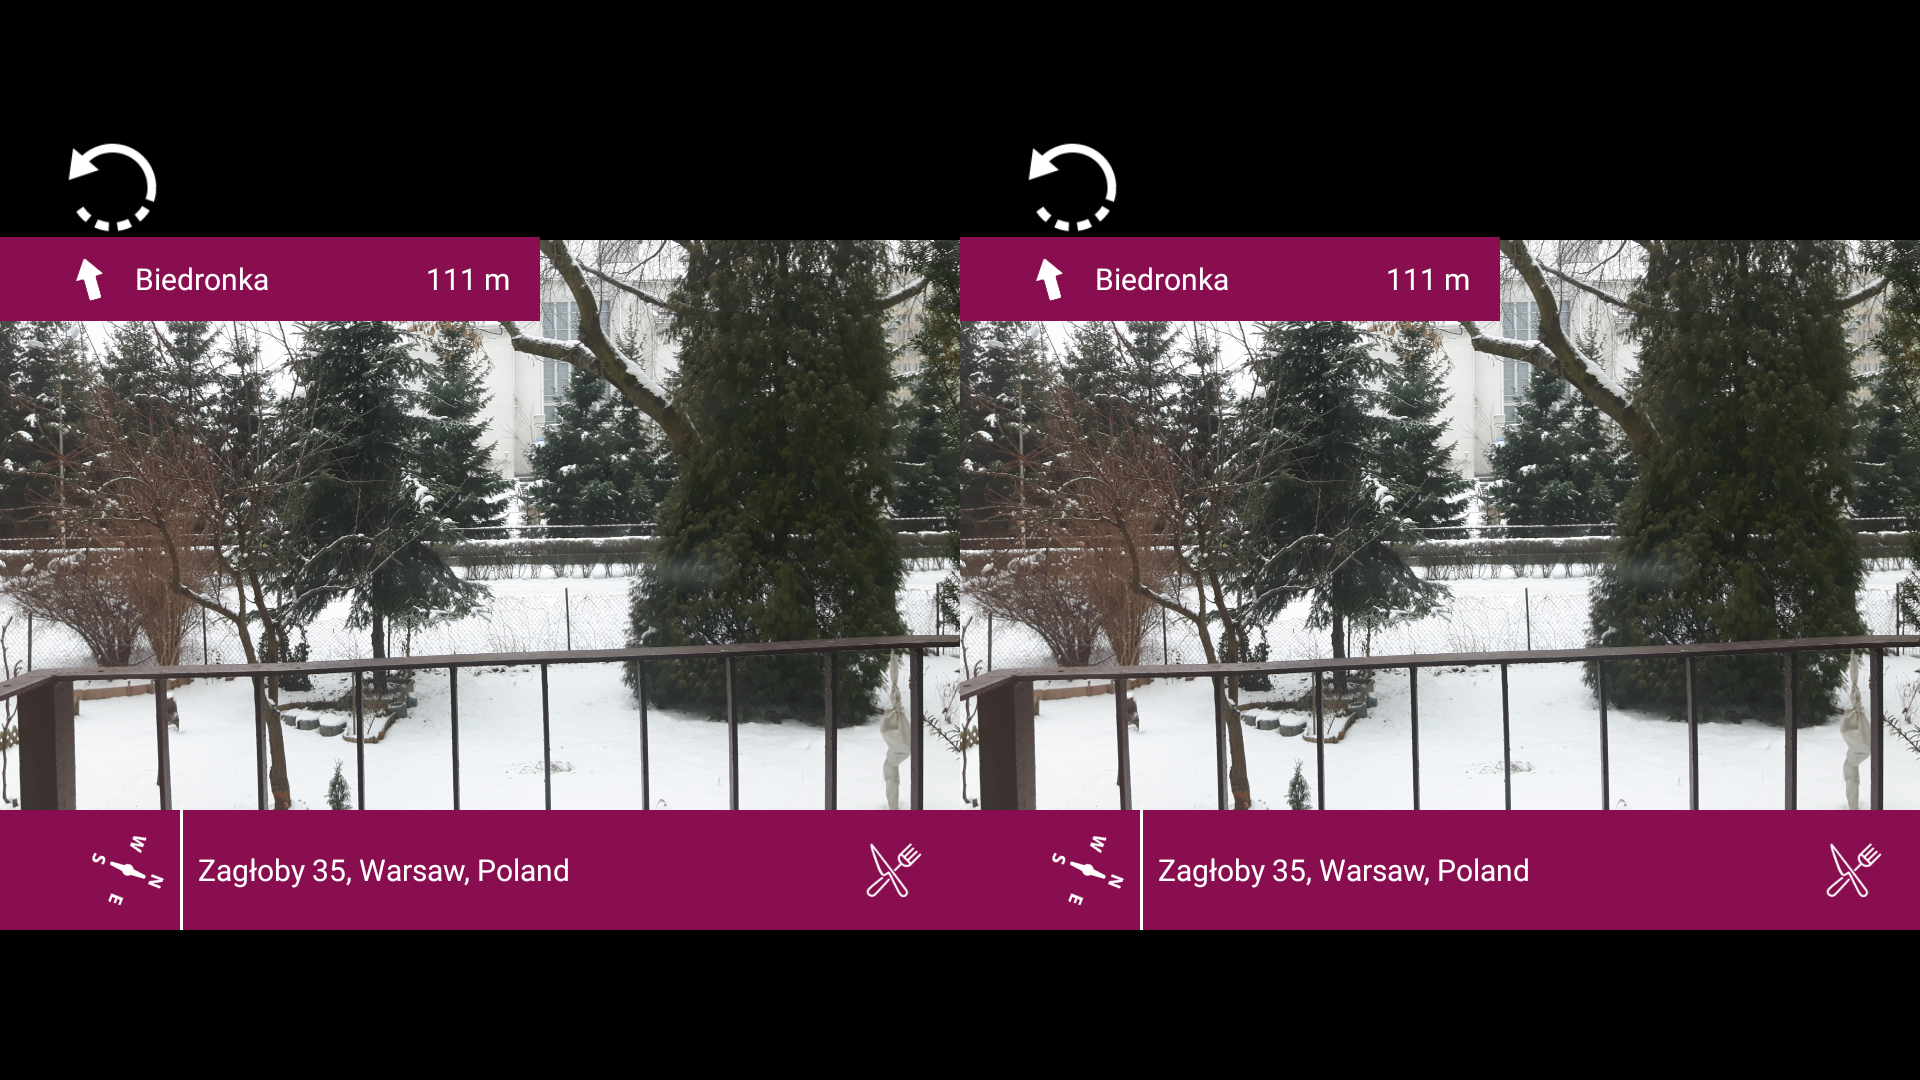 Biedronka 111 m
Biedronka 111 m
W
S
N
E
Zagłoby 35, Warsaw, Poland
W
S
N
E
Zagłoby 35, Warsaw, Poland